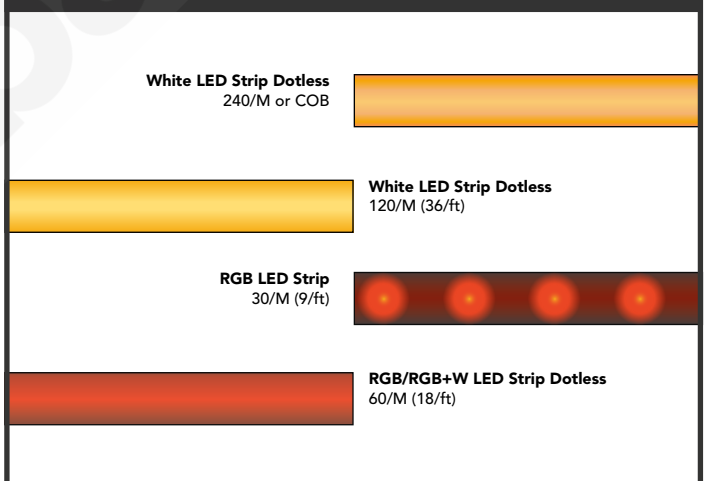 White LED Strip Dotless
240/M or COB
White LED Strip Dotless
120/M (36/ft)
RGB LED Strip
30/M (9/ft)
RGB/RGB+W LED Strip Dotless
60/M (18/ft)